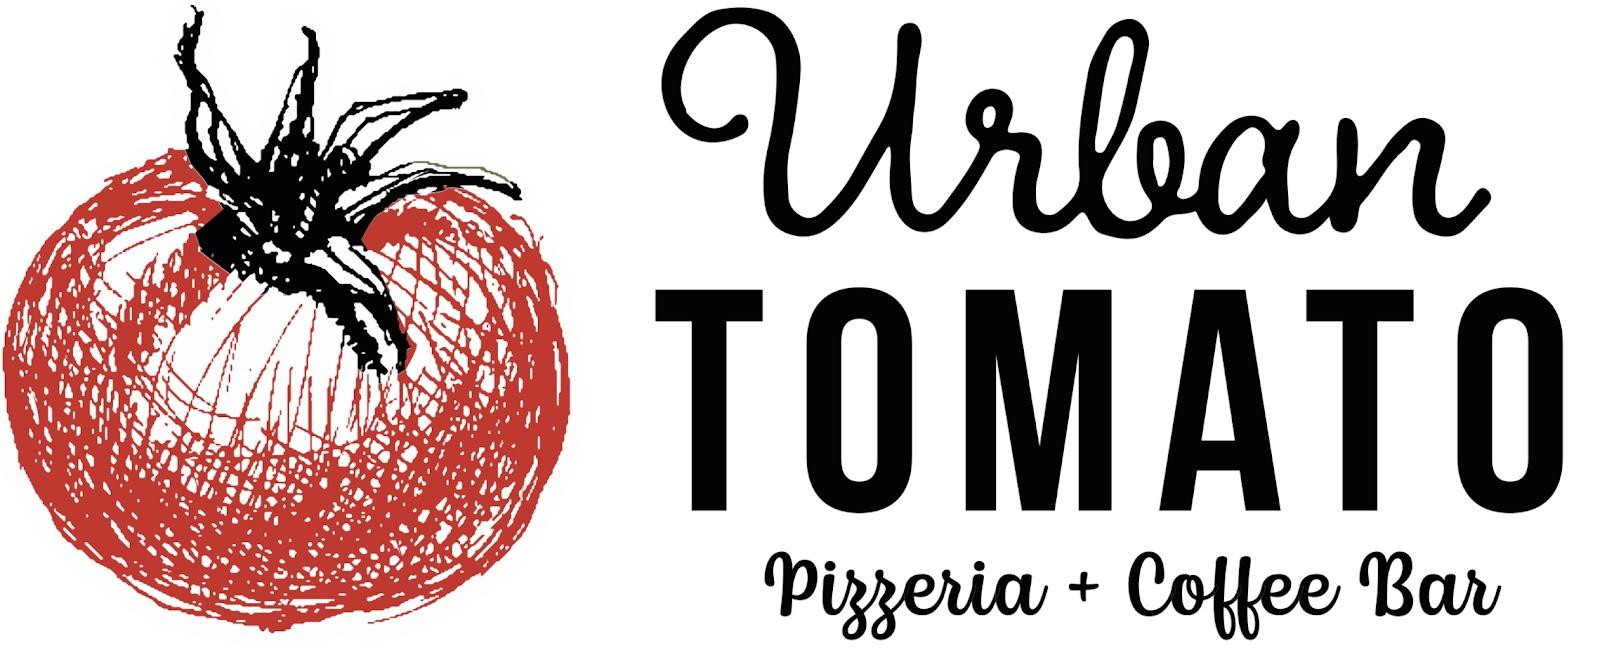 Urban
TOMATO
Pizzeria + Coffee Bar